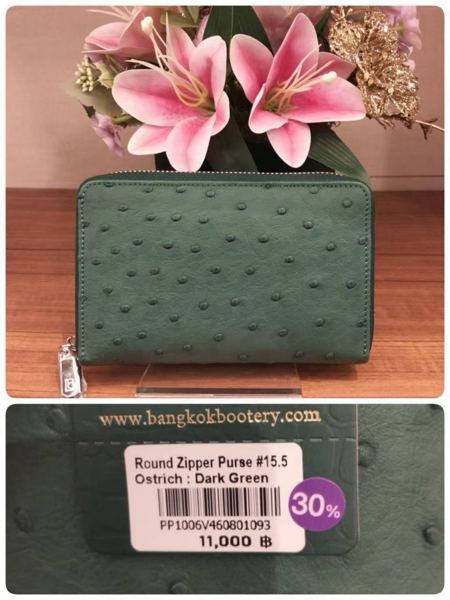 www.bangkokbootery.com
Round Zipper Purse #15.5
Ostrich : Dark Green
30%
PP1006V460801093
11,000 ฿